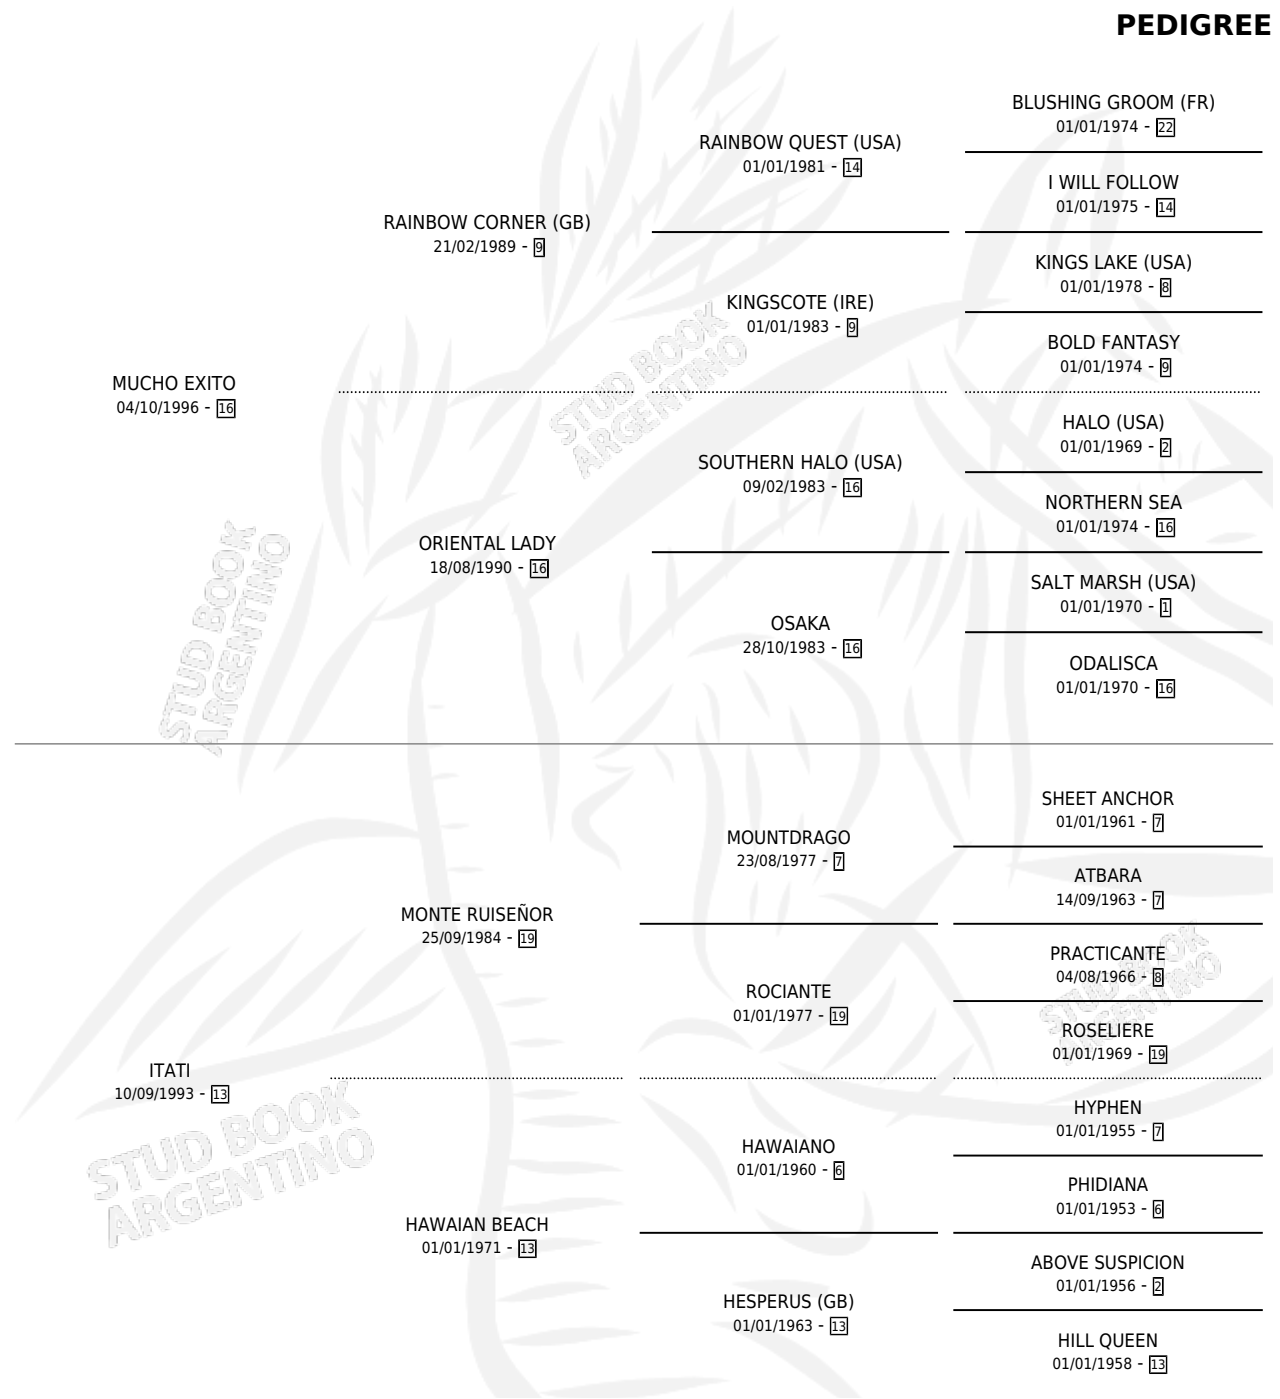 PEDIGREE
BLUSHING GROOM (FR)
01/01/1974 - 22
RAINBOW QUEST (USA)
01/01/1981 - 14
I WILL FOLLOW
01/01/1975 - 14
RAINBOW CORNER (GB)
21/02/1989 - 9
KINGS LAKE (USA)
01/01/1978 - 8
KINGSCOTE (IRE)
01/01/1983 - 9
BOLD FANTASY
01/01/1974 - 9
MUCHO EXITO
04/10/1996 - 16
HALO (USA)
01/01/1969 - 2
SOUTHERN HALO (USA)
09/02/1983 - 16
NORTHERN SEA
01/01/1974 - 16
ORIENTAL LADY
18/08/1990 - 16
SALT MARSH (USA)
01/01/1970 - 1
OSAKA
28/10/1983 - 16
ODALISCA
01/01/1970 - 16
STUD BOOK
ARGENTINO
STUD BOOK
ARGENTINO
SHEET ANCHOR
01/01/1961 - 7
MOUNTDRAGO
23/08/1977 - 7
ATBARA
14/09/1963 - 7
MONTE RUISEÑOR
25/09/1984 - 19
PRACTICANTE
04/08/1966 - 8
ROCIANTE
01/01/1977 - 19
ROSELIERE
01/01/1969 - 19
ITATI
10/09/1993 - 13
HYPHEN
01/01/1955 - 7
HAWAIANO
01/01/1960 - 6
PHIDIANA
01/01/1953 - 6
HAWAIAN BEACH
01/01/1971 - 13
ABOVE SUSPICION
01/01/1956 - 2
HESPERUS (GB)
01/01/1963 - 13
HILL QUEEN
01/01/1958 - 13
STUD BOOK
ARGENTINO
STUD BOOK
ARGENTINO